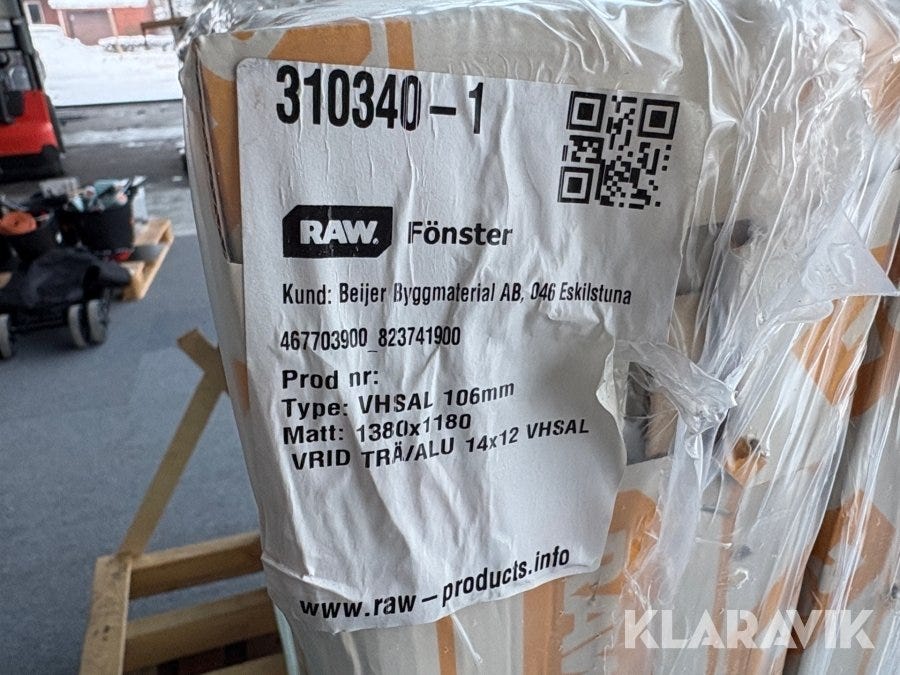 310340-1
RAW. Fönster
Kund: Beijer Byggmaterial AB, 046 Eskilstuna
467703900_823741900
Prod nr:
Type: VHSAL 106mm
Matt: 1380x1180
VRID TRÄ/ALU 14x12 VHSAL
www.raw-products.info
KLARAVIK